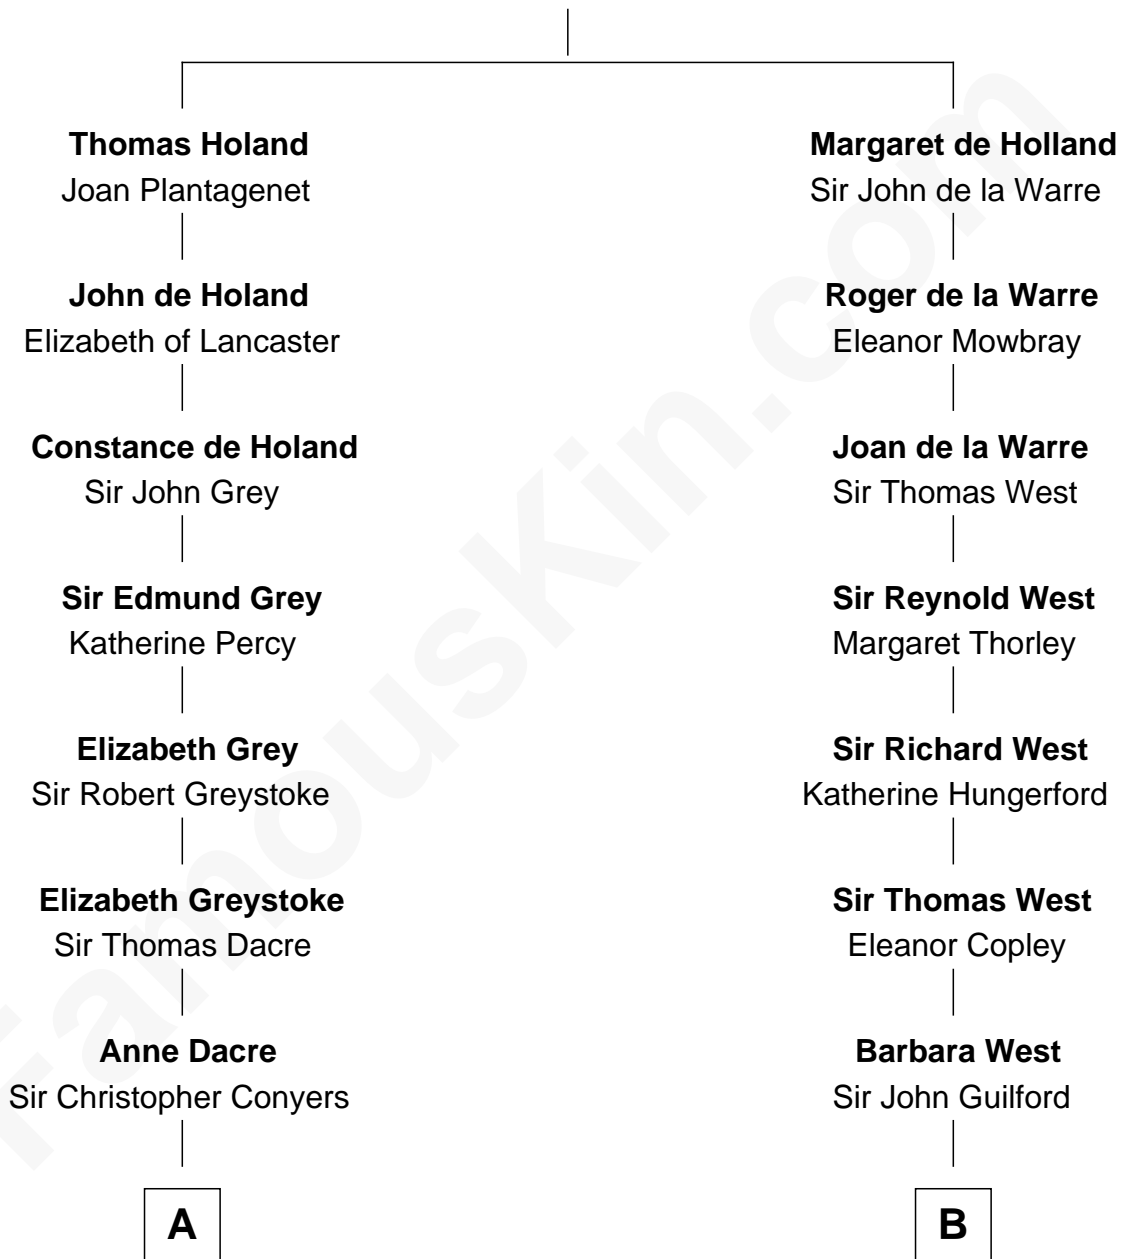 Thomas Holand
Joan Plantagenet
John de Holand
Elizabeth of Lancaster
Constance de Holand
Sir John Grey
Sir Edmund Grey
Katherine Percy
Elizabeth Grey
Sir Robert Greystoke
Elizabeth Greystoke
Sir Thomas Dacre
Anne Dacre
Sir Christopher Conyers
A
Margaret de Holland
Sir John de la Warre
Roger de la Warre
Eleanor Mowbray
Joan de la Warre
Sir Thomas West
Sir Reynold West
Margaret Thorley
Sir Richard West
Katherine Hungerford
Sir Thomas West
Eleanor Copley
Barbara West
Sir John Guilford
B
FamousKin.com